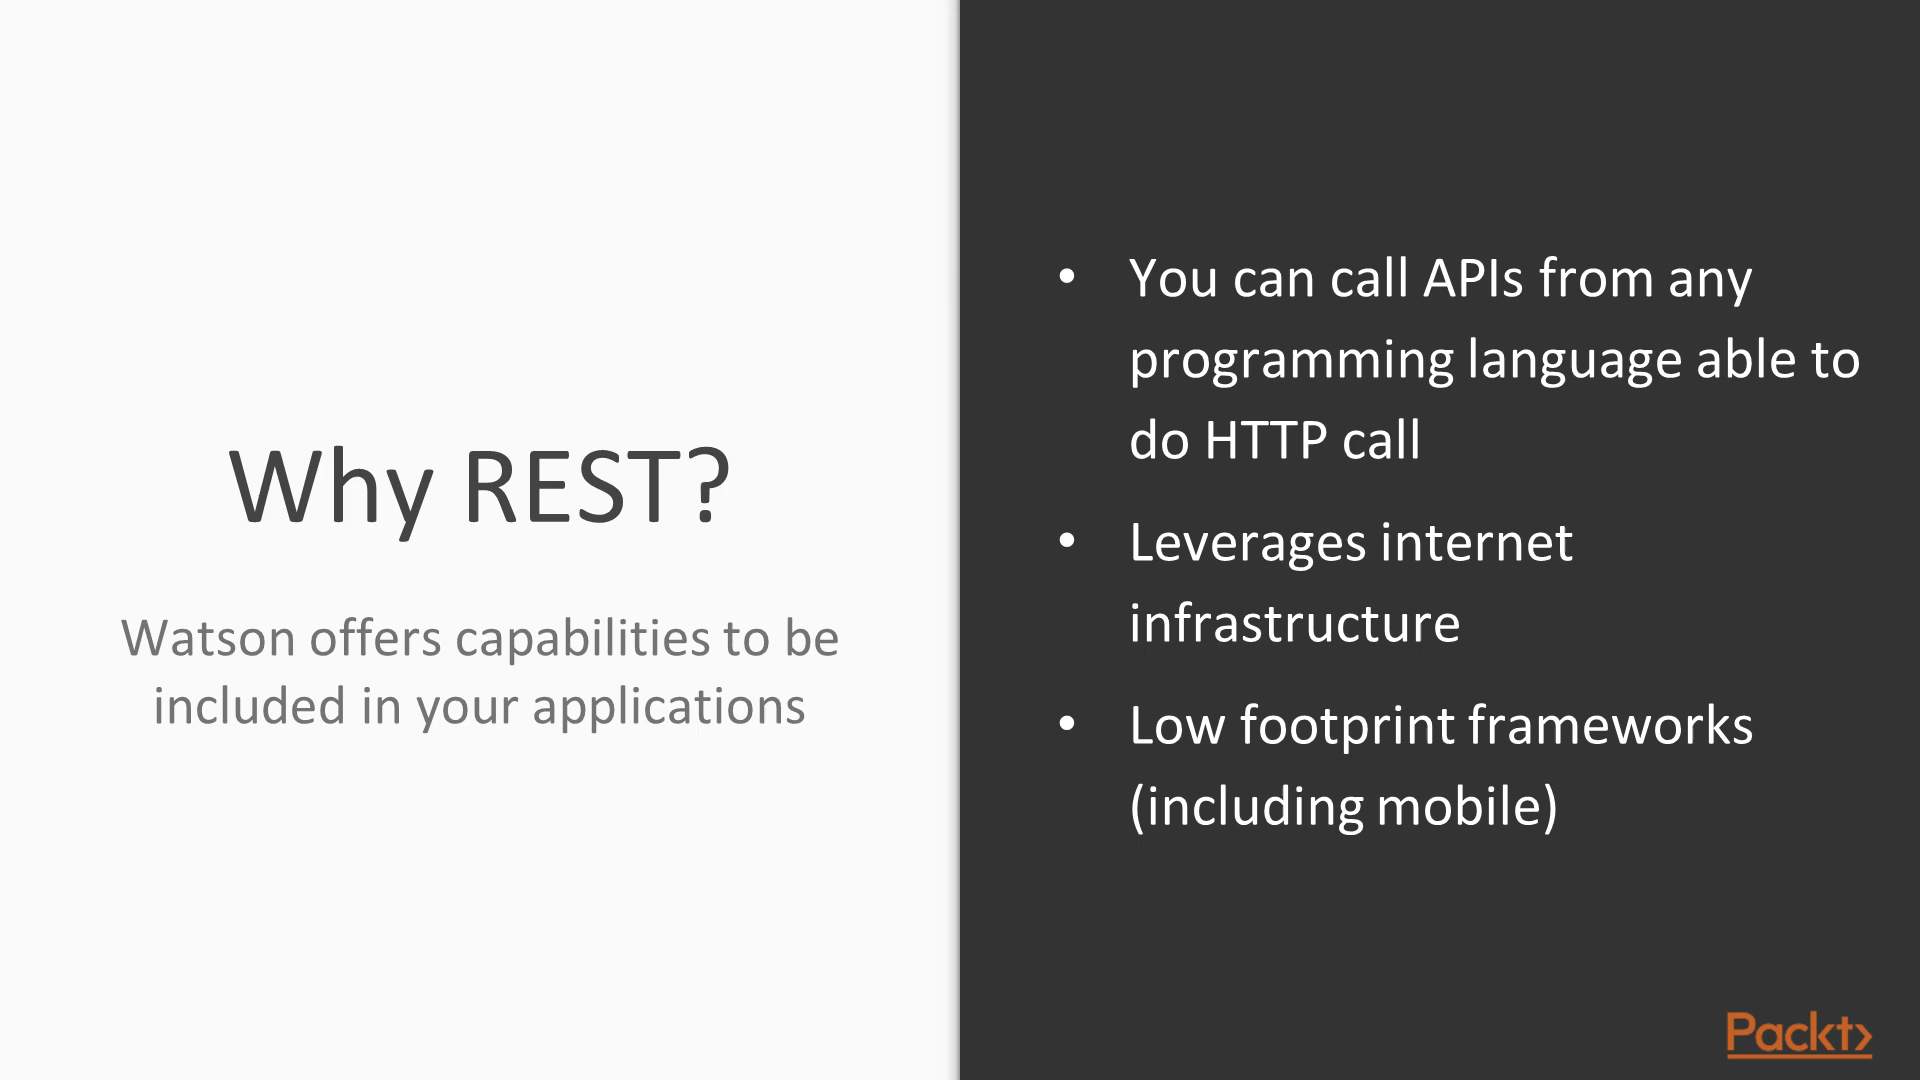 Why REST?
Watson offers capabilities to be
included in your applications
• You can call APIs from any
programming language able to
do HTTP call
• Leverages internet
infrastructure
• Low footprint frameworks
(including mobile)
Packt>